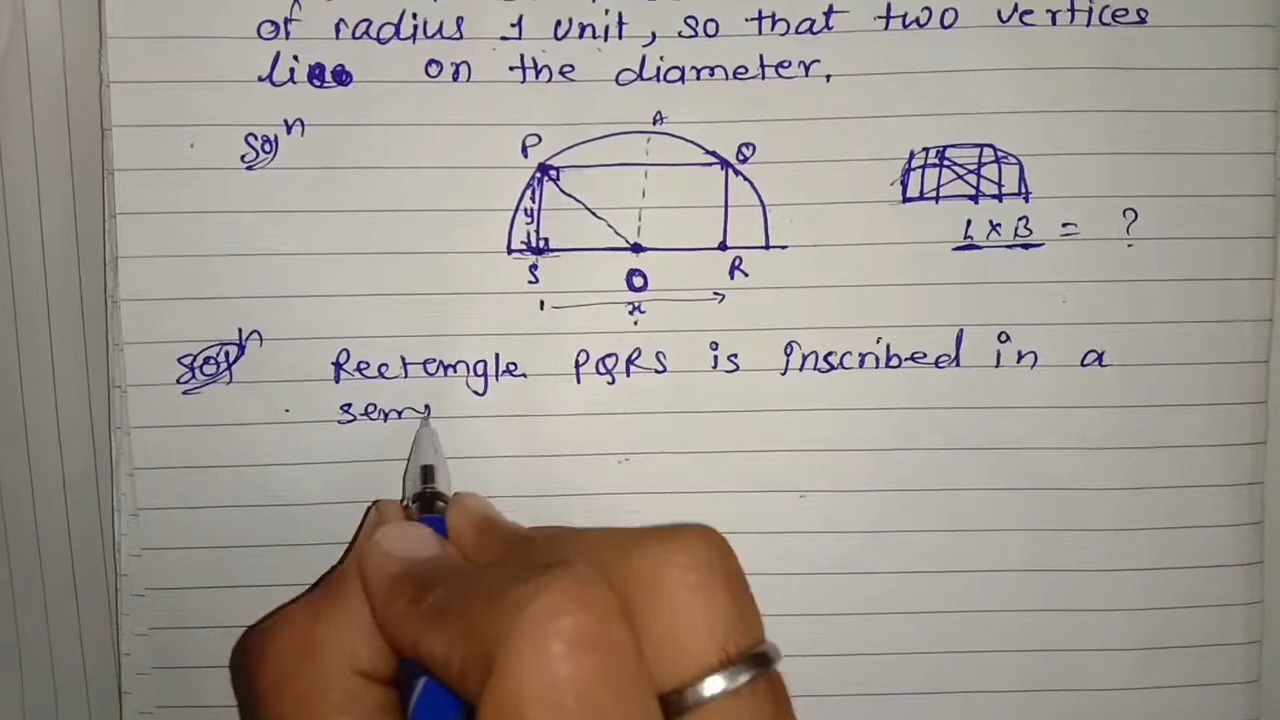 of radius 1 unit, so that two vertices
lies on the diameter.
Solⁿ
A
P
Q
y
S
O
R
x
L × B = ?
Solⁿ Rectangle PQRS is inscribed in a
semi